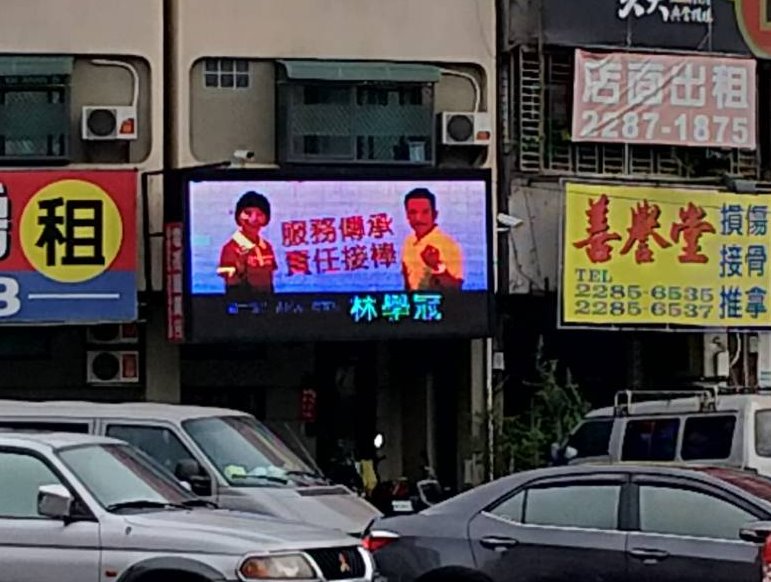 店面出租
2287-1875
租
善譽堂
TEL
2285-6535
2285-6537
損傷
接骨
推拿
服務傳承
責任接棒
林學冠